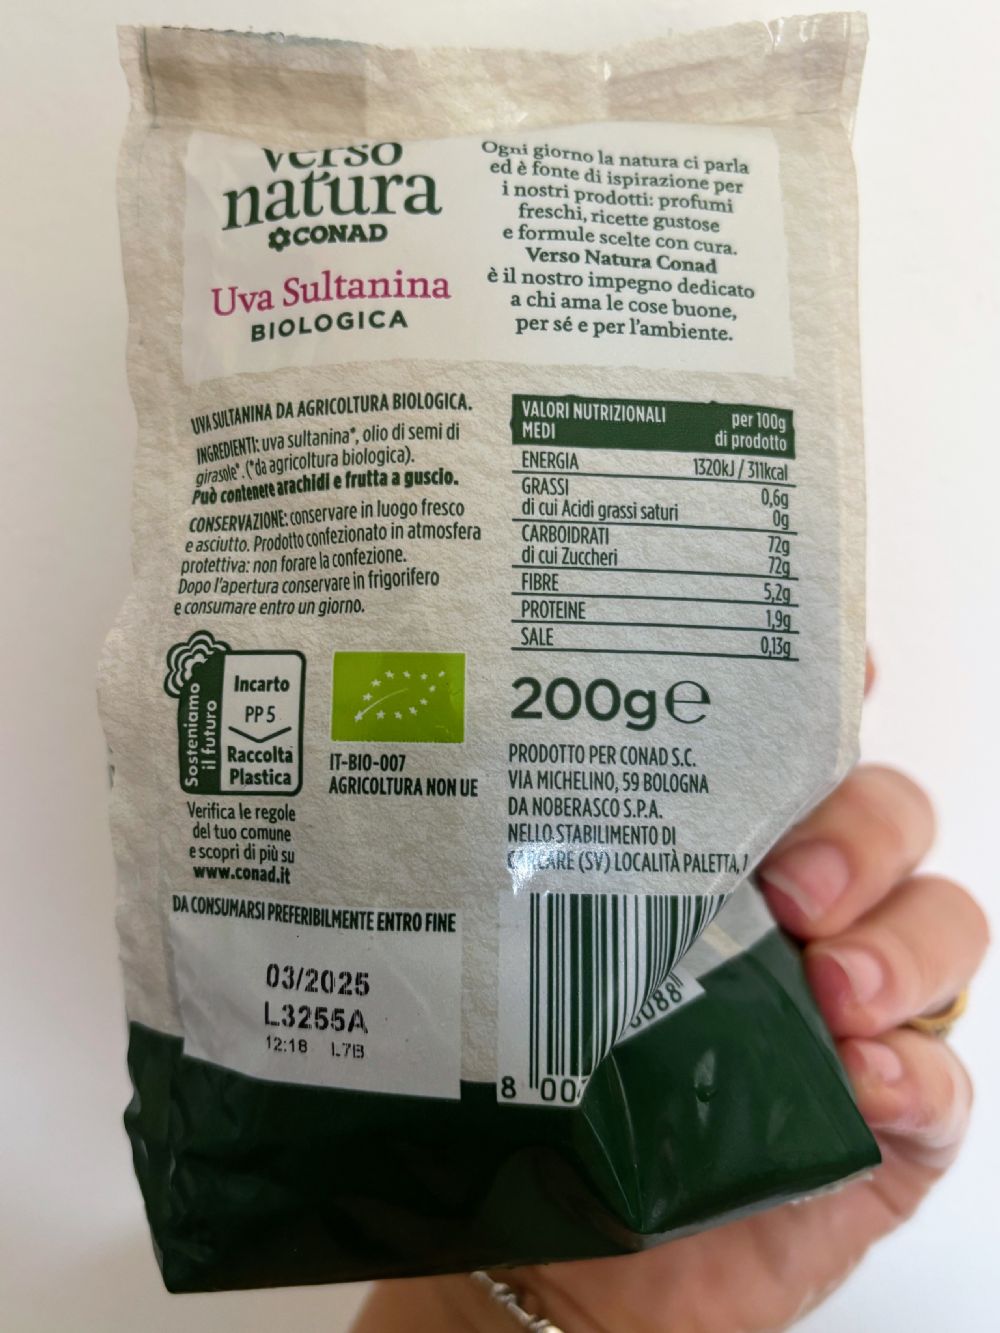 verso
natura
CONAD
Uva Sultanina
BIOLOGICA
Ogni giorno la natura ci parla
ed è fonte di ispirazione per
i nostri prodotti: profumi
freschi, ricette gustose
e formule scelte con cura.
Verso Natura Conad
è il nostro impegno dedicato
a chi ama le cose buone,
per sé e per l'ambiente.
UVA SULTANINA DA AGRICOLTURA BIOLOGICA.
INGREDIENTI: uva sultanina*, olio di semi di
girasole*. (*da agricoltura biologica).
Può contenere arachidi e frutta a guscio.
CONSERVAZIONE: conservare in luogo fresco
e asciutto. Prodotto confezionato in atmosfera
protettiva: non forare la confezione.
Dopo l'apertura conservare in frigorifero
e consumare entro un giorno.
VALORI NUTRIZIONALI MEDI per 100g di prodotto
ENERGIA 1320kJ / 311kcal
GRASSI 0,6g
di cui Acidi grassi saturi 0g
CARBOIDRATI 72g
di cui Zuccheri 72g
FIBRE 5,2g
PROTEINE 1,9g
SALE 0,13g
Sosteniamo
il futuro
Incarto
PP 5
Raccolta
Plastica
Verifica le regole
del tuo comune
e scopri di più su
www.conad.it
IT-BIO-007
AGRICOLTURA NON UE
200g e
PRODOTTO PER CONAD S.C.
VIA MICHELINO, 59 BOLOGNA
DA NOBERASCO S.P.A.
NELLO STABILIMENTO DI
CARCARE (SV) LOCALITÀ PALETTA, 1
DA CONSUMARSI PREFERIBILMENTE ENTRO FINE
03/2025
L3255A
12:18 L7B
8 00
0088